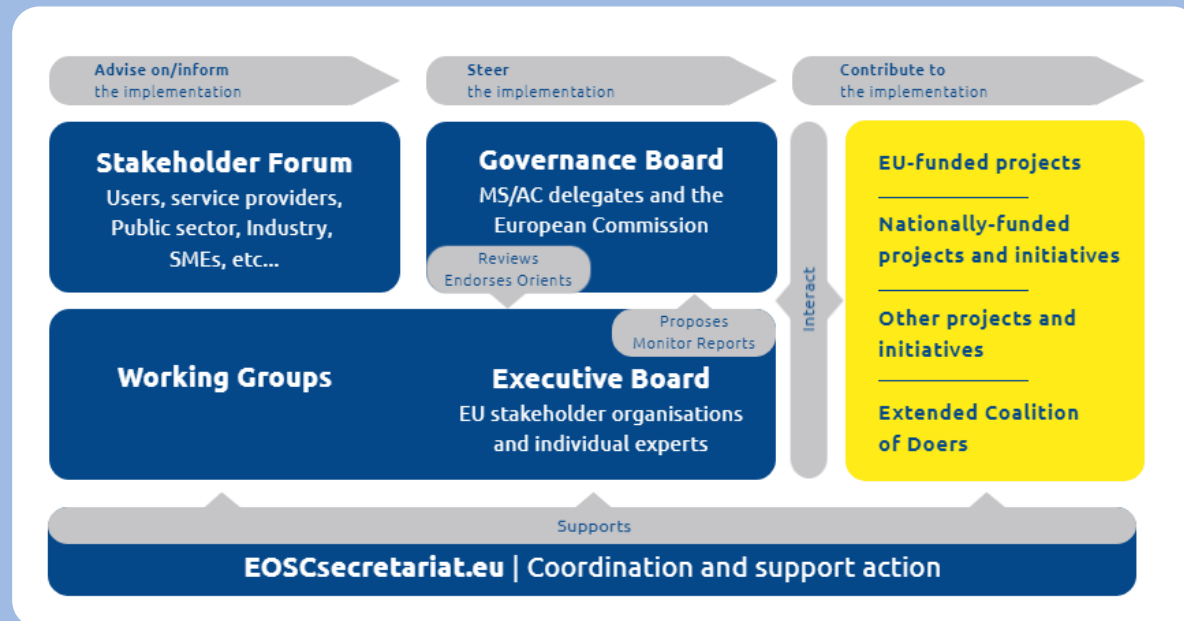 Advise on/inform
the implementation
Steer
the implementation
Contribute to
the implementation
Stakeholder Forum
Users, service providers,
Public sector, Industry,
SMEs, etc...
Governance Board
MS/AC delegates and the
European Commission
Reviews
Endorses Orients
Proposes
Monitor Reports
Working Groups
Executive Board
EU stakeholder organisations
and individual experts
Interact
EU-funded projects
Nationally-funded
projects and initiatives
Other projects and
initiatives
Extended Coalition
of Doers
Supports
EOSCsecretariat.eu | Coordination and support action